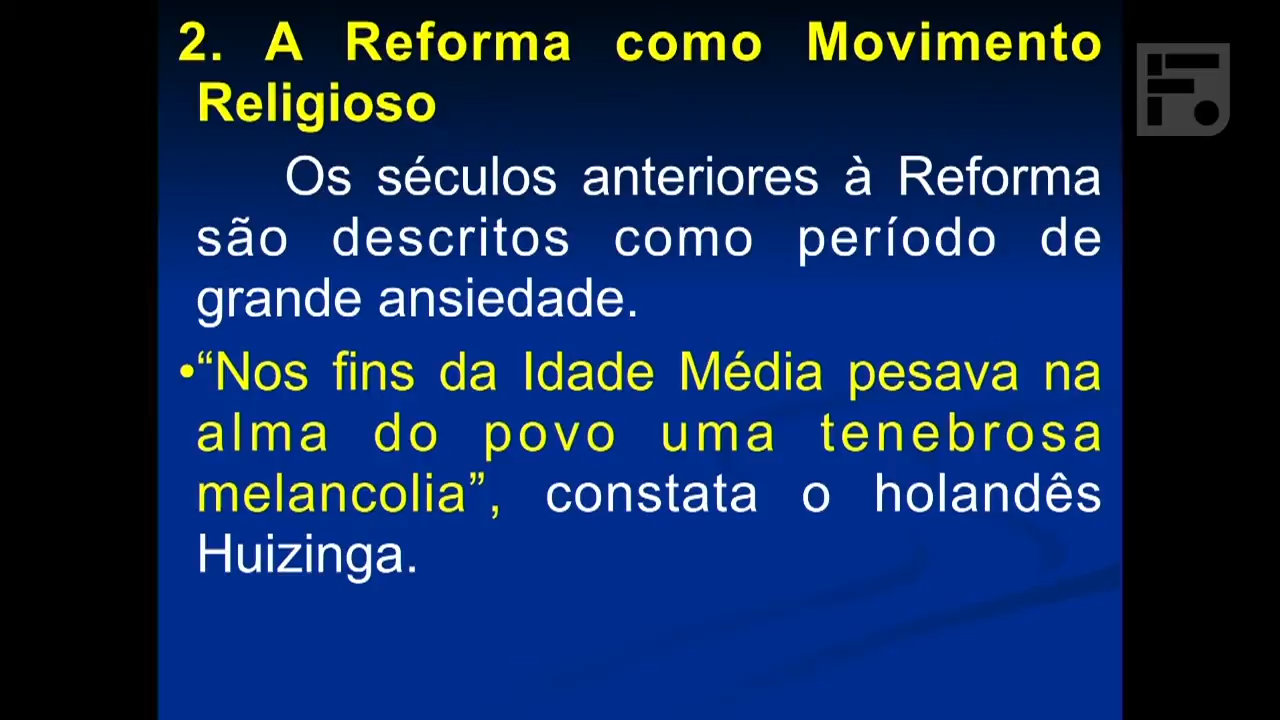 2. A Reforma como Movimento
Religioso
Os séculos anteriores à Reforma
são descritos como período de
grande ansiedade.
•“Nos fins da Idade Média pesava na
alma do povo uma tenebrosa
melancolia”, constata o holandês
Huizinga.